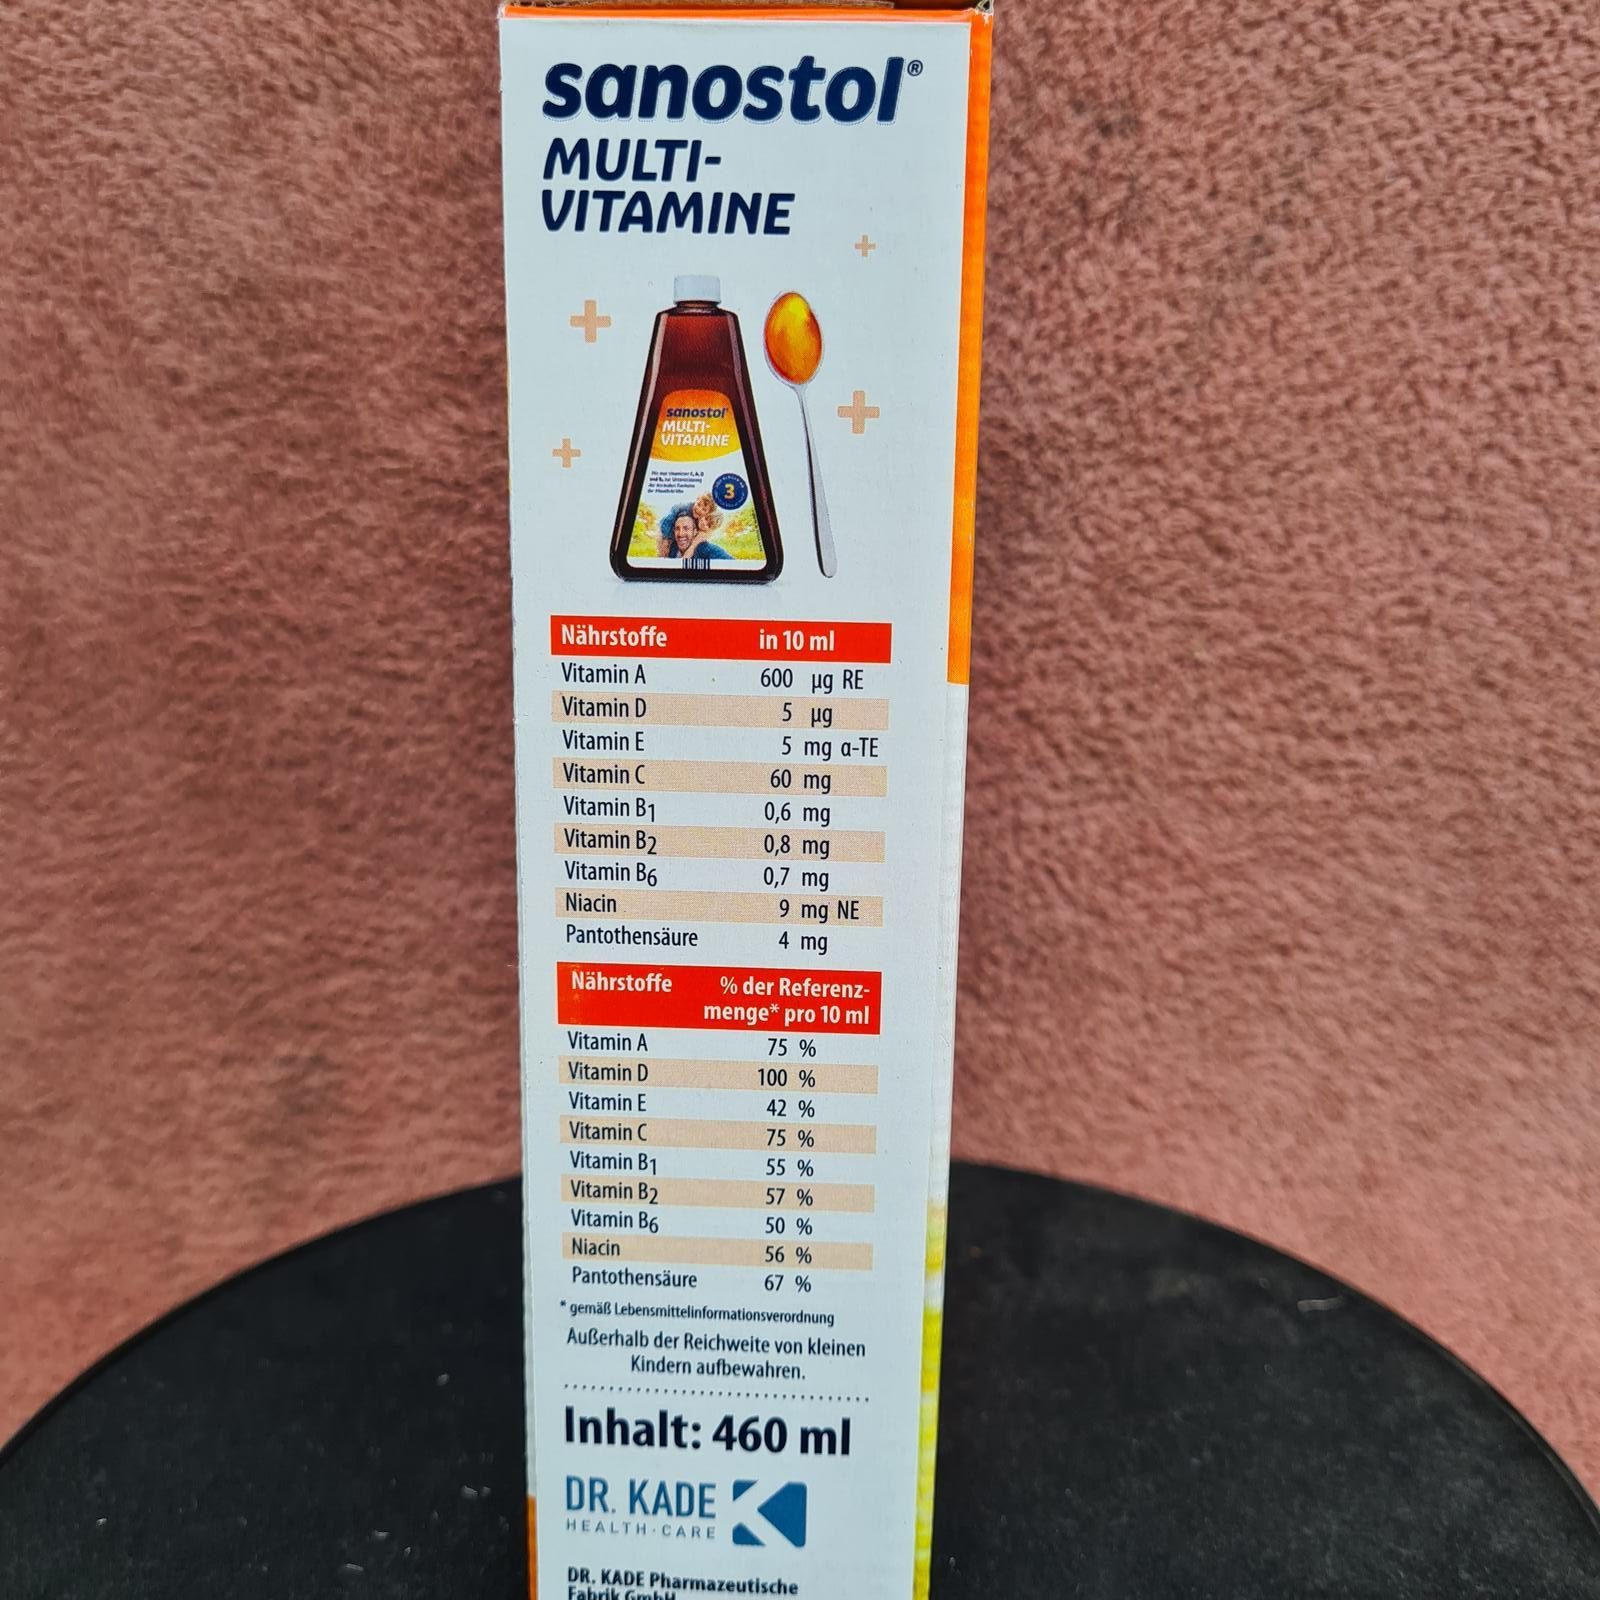 sanostol®
MULTI-
VITAMINE
sanostol®
MULTI-
VITAMINE
3
Nährstoffe in 10 ml
Vitamin A 600 µg RE
Vitamin D 5 µg
Vitamin E 5 mg α-TE
Vitamin C 60 mg
Vitamin B1 0,6 mg
Vitamin B2 0,8 mg
Vitamin B6 0,7 mg
Niacin 9 mg NE
Pantothensäure 4 mg
Nährstoffe % der Referenz-
menge* pro 10 ml
Vitamin A 75 %
Vitamin D 100 %
Vitamin E 42 %
Vitamin C 75 %
Vitamin B1 55 %
Vitamin B2 57 %
Vitamin B6 50 %
Niacin 56 %
Pantothensäure 67 %
* gemäß Lebensmittelinformationsverordnung
Außerhalb der Reichweite von kleinen
Kindern aufbewahren.
Inhalt: 460 ml
DR. KADE
HEALTH·CARE
DR. KADE Pharmazeutische
Fabrik GmbH